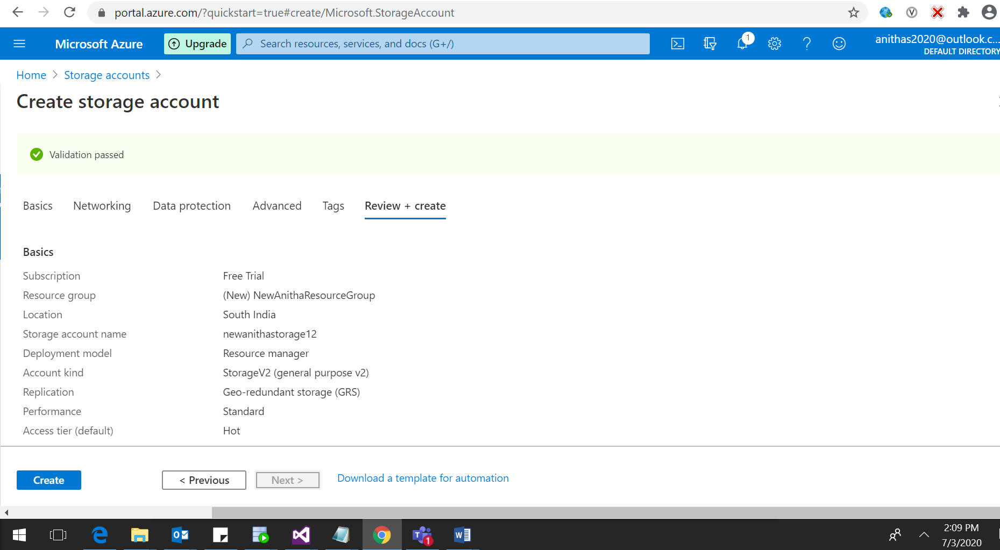 portal.azure.com/?quickstart=true#create/Microsoft.StorageAccount
Microsoft Azure
Upgrade
Search resources, services, and docs (G+/)
1
anithas2020@outlook.c...
DEFAULT DIRECTORY
Home > Storage accounts >
Create storage account
Validation passed
Basics Networking Data protection Advanced Tags Review + create
Basics
Subscription Free Trial
Resource group (New) NewAnithaResourceGroup
Location South India
Storage account name newanithastorage12
Deployment model Resource manager
Account kind StorageV2 (general purpose v2)
Replication Geo-redundant storage (GRS)
Performance Standard
Access tier (default) Hot
Create < Previous Next > Download a template for automation
2:09 PM
7/3/2020